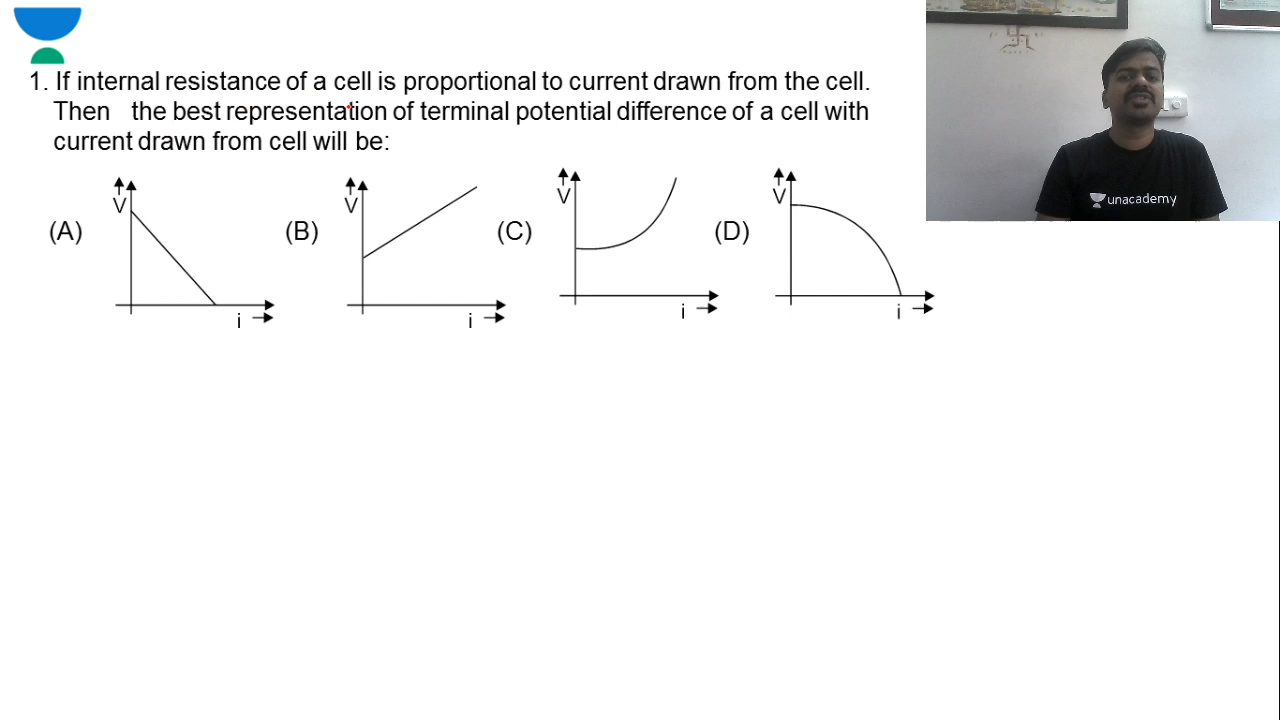 1. If internal resistance of a cell is proportional to current drawn from the cell.
Then the best representation of terminal potential difference of a cell with
current drawn from cell will be:
(A) V i
(B) V i
(C) V i
(D) V i
unacademy